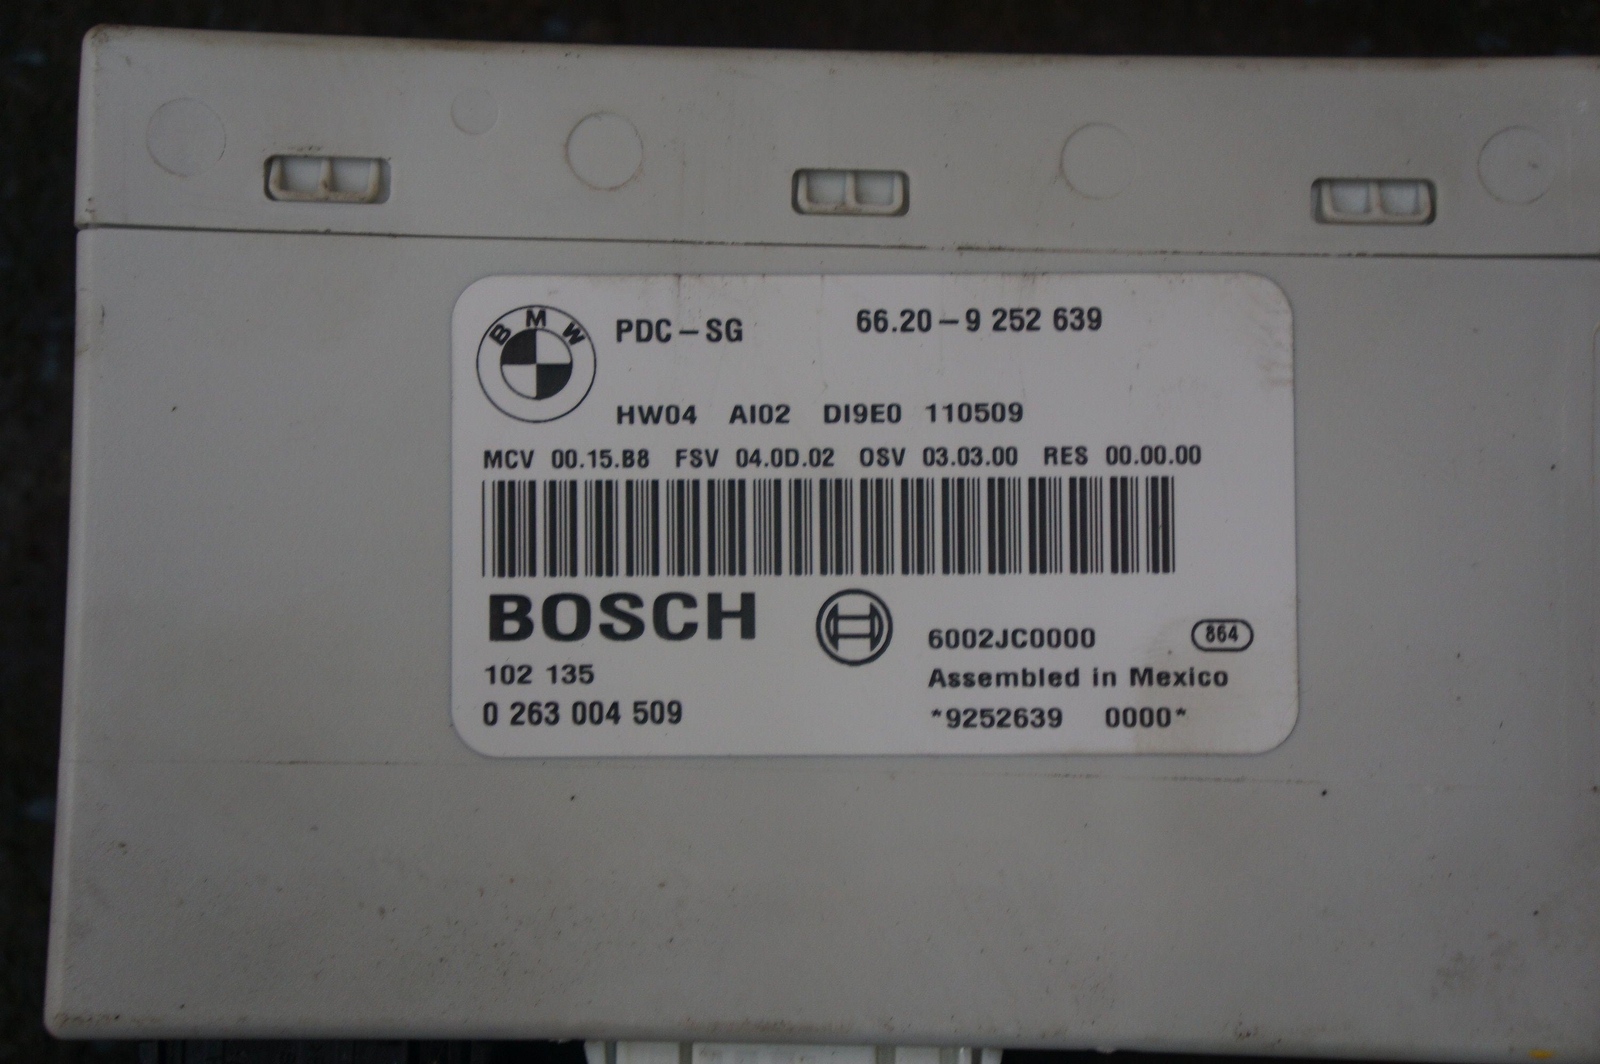 BMW
PDC – SG 66.20 – 9 252 639
HW04 AI02 DI9E0 110509
MCV 00.15.B8 FSV 04.0D.02 OSV 03.03.00 RES 00.00.00
BOSCH
6002JC0000 864
102 135 Assembled in Mexico
0 263 004 509 *9252639 0000*